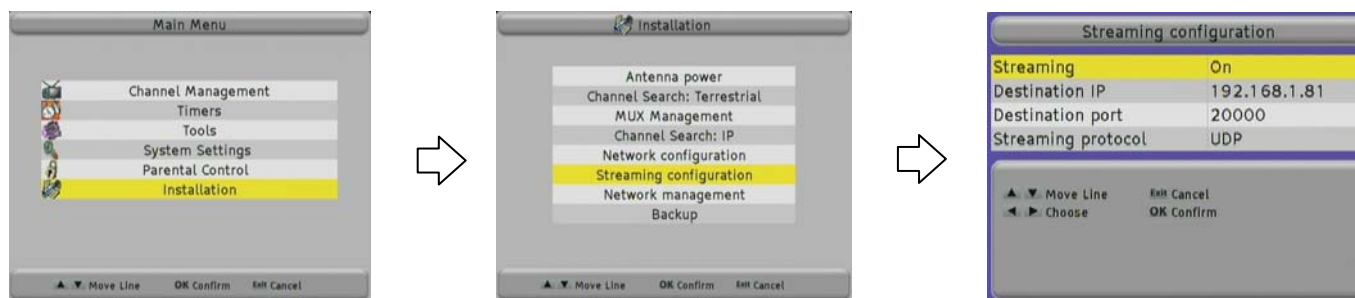 Main Menu
Channel Management
Timers
Tools
System Settings
Parental Control
Installation
▲ ▼ Move Line OK Confirm Exit Cancel
Installation
Antenna power
Channel Search: Terrestrial
MUX Management
Channel Search: IP
Network configuration
Streaming configuration
Network management
Backup
▲ ▼ Move Line OK Confirm Exit Cancel
Streaming configuration
Streaming On
Destination IP 192.168.1.81
Destination port 20000
Streaming protocol UDP
▲ ▼ Move Line Exit Cancel
◄ ► Choose OK Confirm